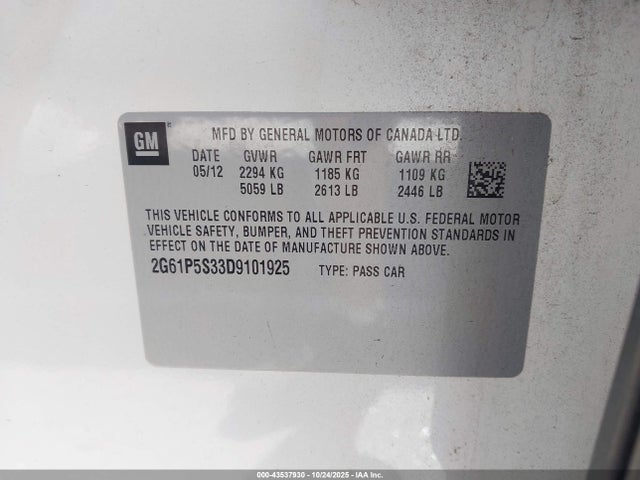 GM
MFD BY GENERAL MOTORS OF CANADA LTD.
DATE GVWR GAWR FRT GAWR RR
05/12 2294 KG 1185 KG 1109 KG
5059 LB 2613 LB 2446 LB
THIS VEHICLE CONFORMS TO ALL APPLICABLE U.S. FEDERAL MOTOR
VEHICLE SAFETY, BUMPER, AND THEFT PREVENTION STANDARDS IN
EFFECT ON THE DATE OF MANUFACTURE SHOWN ABOVE.
2G61P5S33D9101925 TYPE: PASS CAR
000-43537930 - 10/24/2025 - IAA Inc.